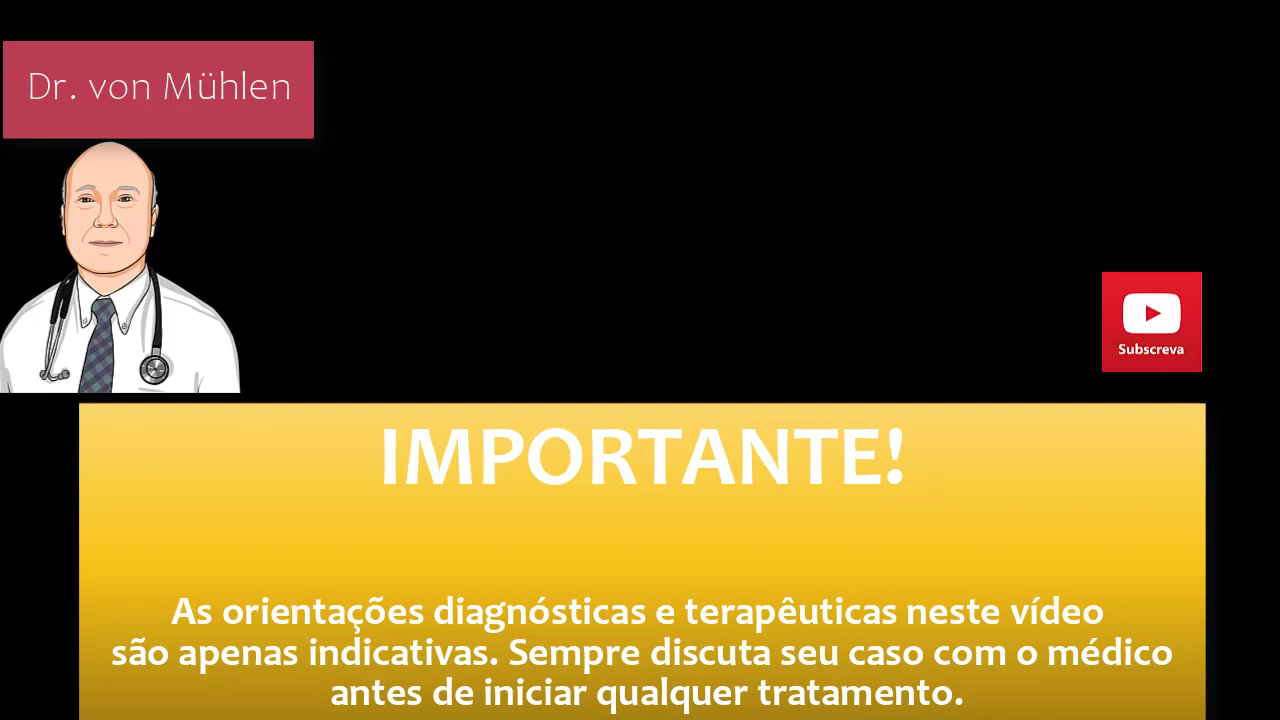 Dr. von Mühlen
Subscreva
IMPORTANTE!
As orientações diagnósticas e terapêuticas neste vídeo
são apenas indicativas. Sempre discuta seu caso com o médico
antes de iniciar qualquer tratamento.